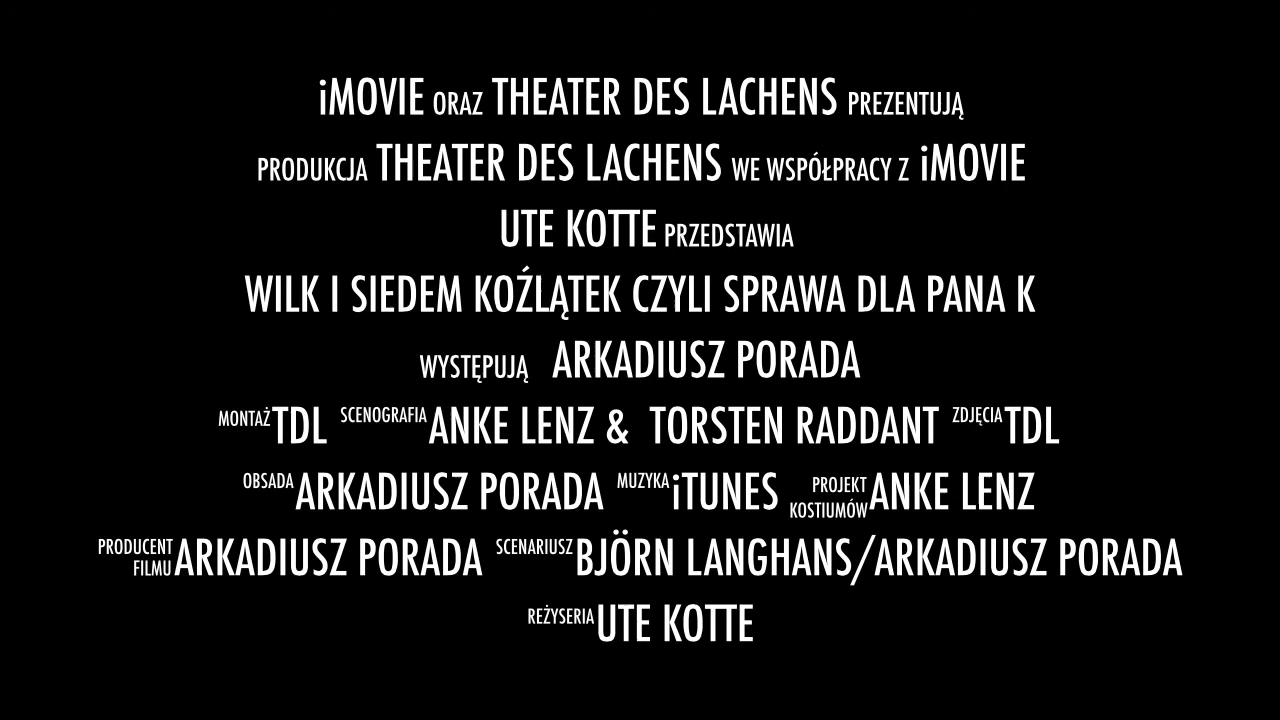 iMOVIE ORAZ THEATER DES LACHENS PREZENTUJĄ
PRODUKCJA THEATER DES LACHENS WE WSPÓŁPRACY Z iMOVIE
UTE KOTTE PRZEDSTAWIA
WILK I SIEDEM KOŹLĄTEK CZYLI SPRAWA DLA PANA K
WYSTĘPUJĄ ARKADIUSZ PORADA
MONTAŻ TDL SCENOGRAFIA ANKE LENZ & TORSTEN RADDANT ZDJĘCIA TDL
OBSADA ARKADIUSZ PORADA MUZYKA iTUNES PROJEKT KOSTIUMÓW ANKE LENZ
PRODUCENT FILMU ARKADIUSZ PORADA SCENARIUSZ BJÖRN LANGHANS/ARKADIUSZ PORADA
REŻYSERIA UTE KOTTE